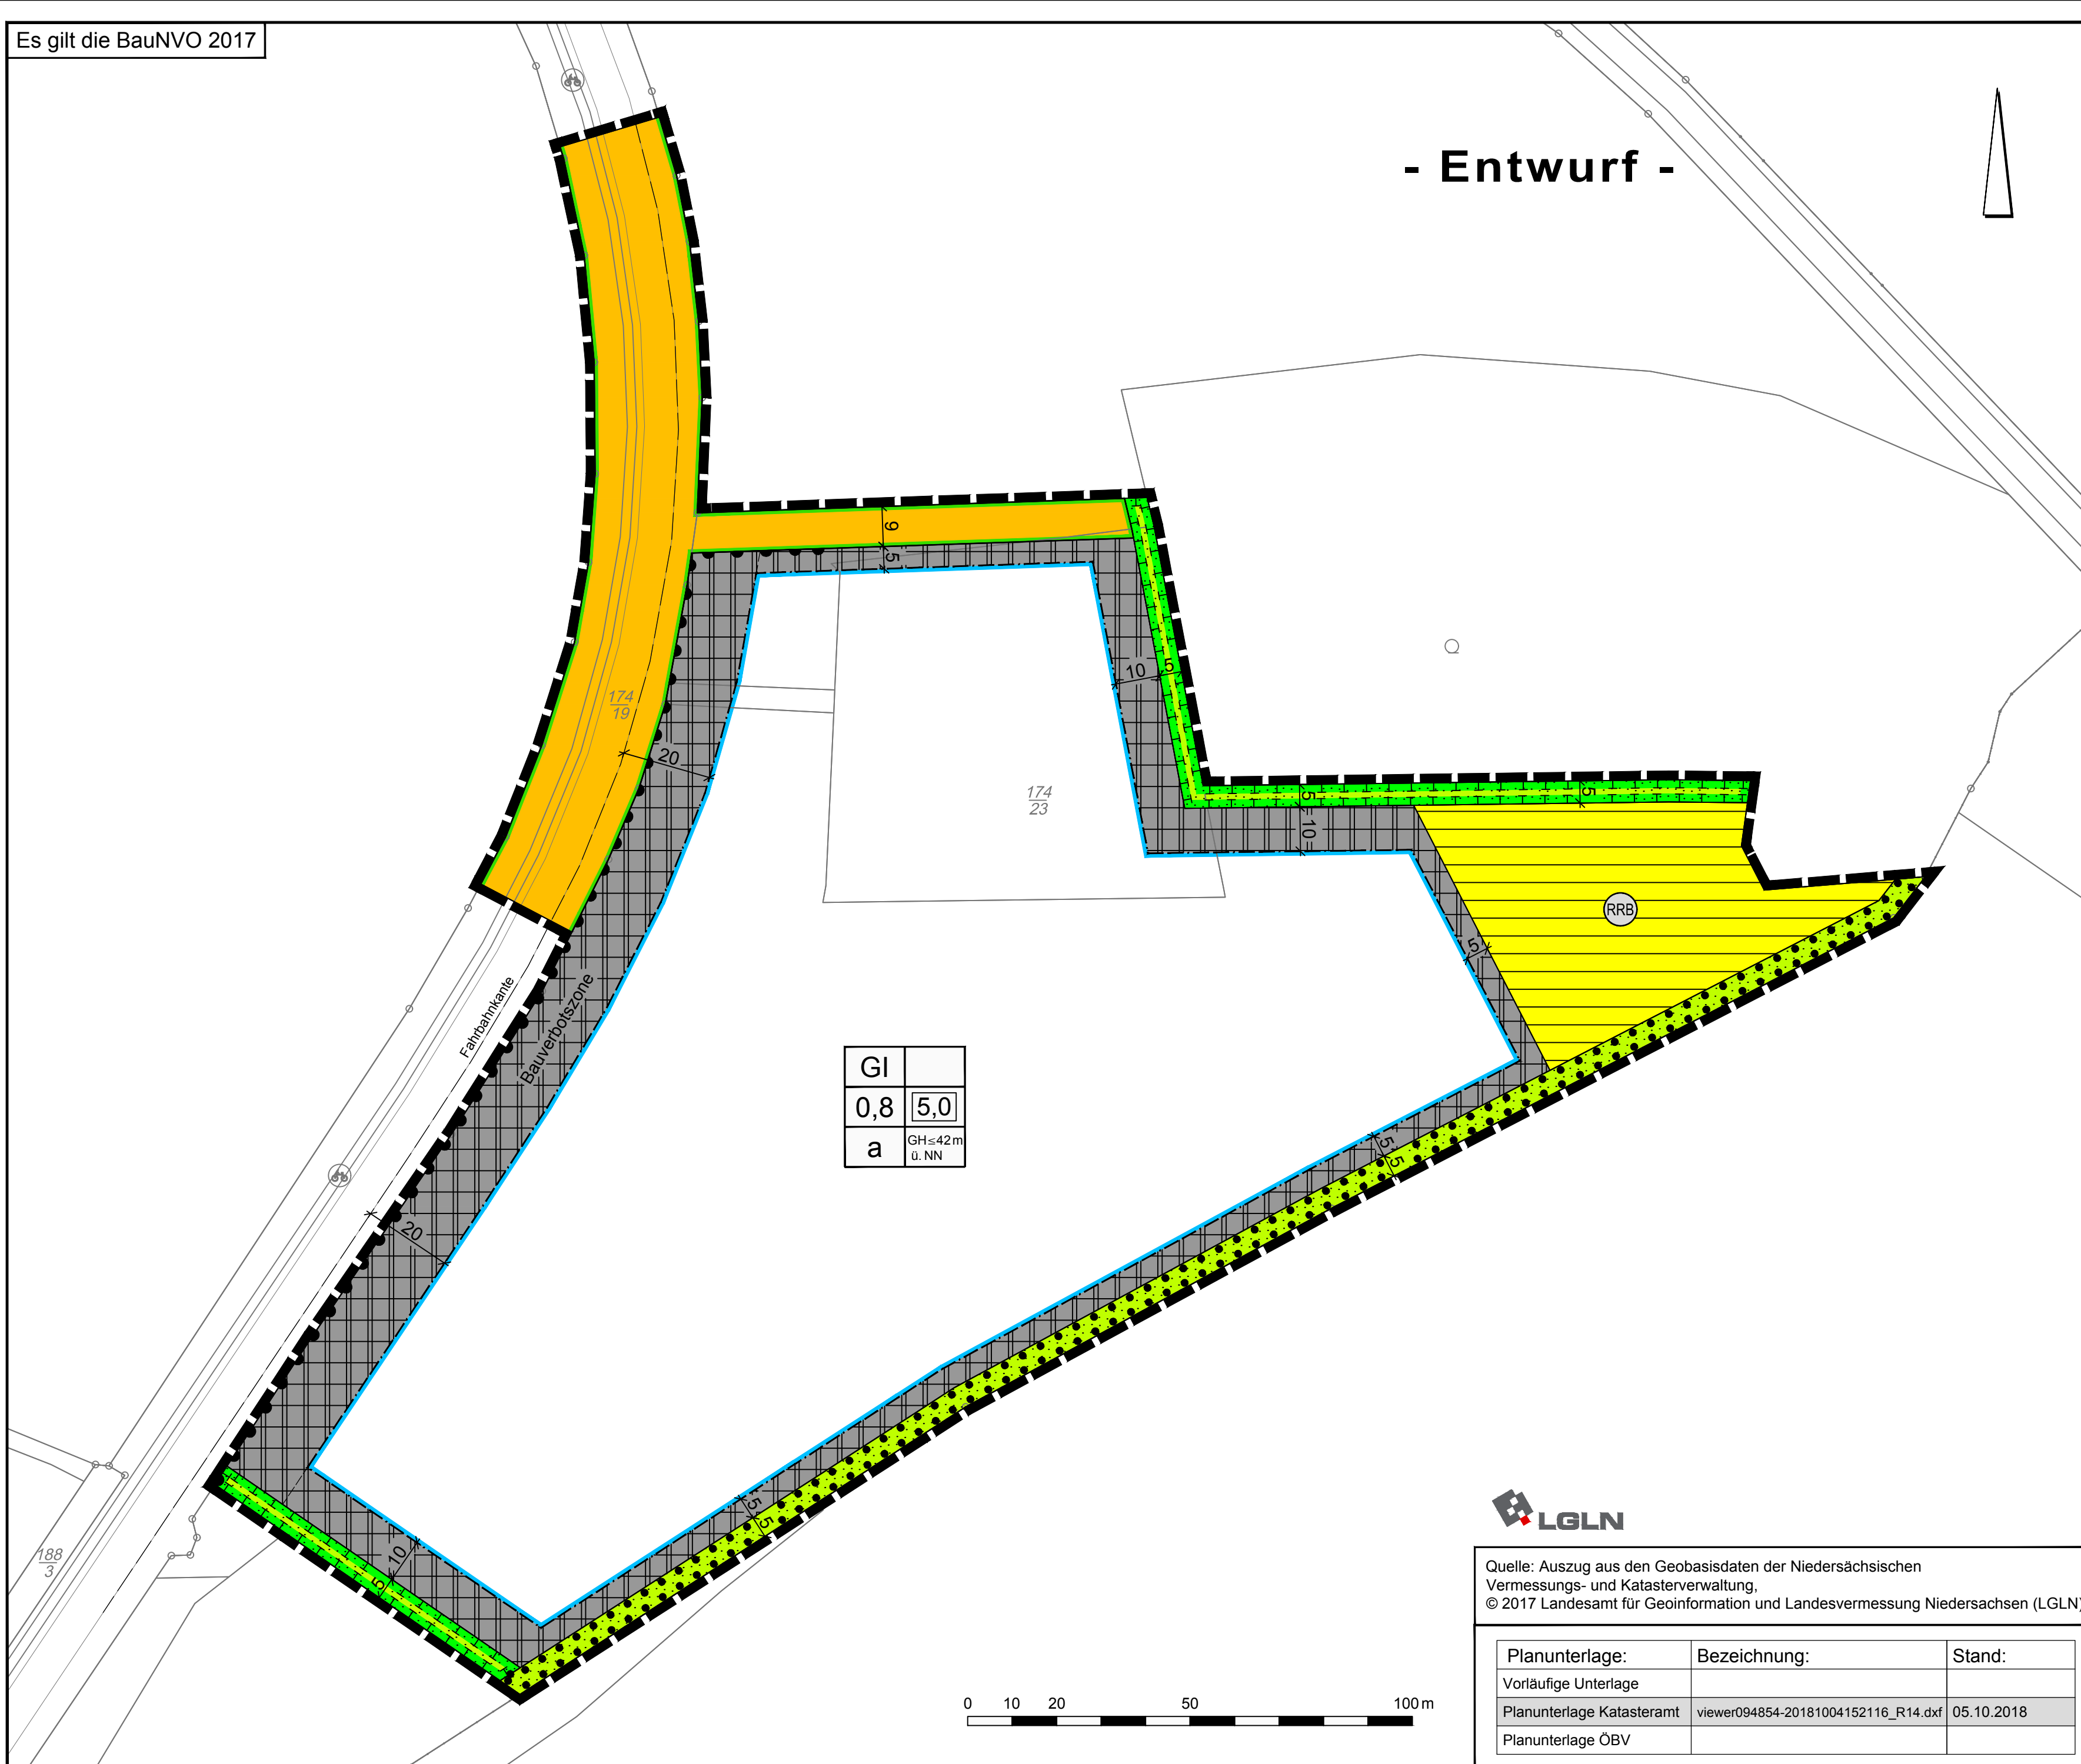 Es gilt die BauNVO 2017
- Entwurf -
9
5
10
5
174
19
20
174
23
5
10
5
RRB
5
Fahrbahnkante
Bauverbotszone
GI
0,8 5,0
a GH≤42m
ü. NN
5
5
20
5
5
10
5
188
3
LGLN
Quelle: Auszug aus den Geobasisdaten der Niedersächsischen
Vermessungs- und Katasterverwaltung,
© 2017 Landesamt für Geoinformation und Landesvermessung Niedersachsen (LGLN)
Planunterlage: Bezeichnung: Stand:
Vorläufige Unterlage
Planunterlage Katasteramt viewer094854-20181004152116_R14.dxf 05.10.2018
Planunterlage ÖBV
0 10 20 50 100 m